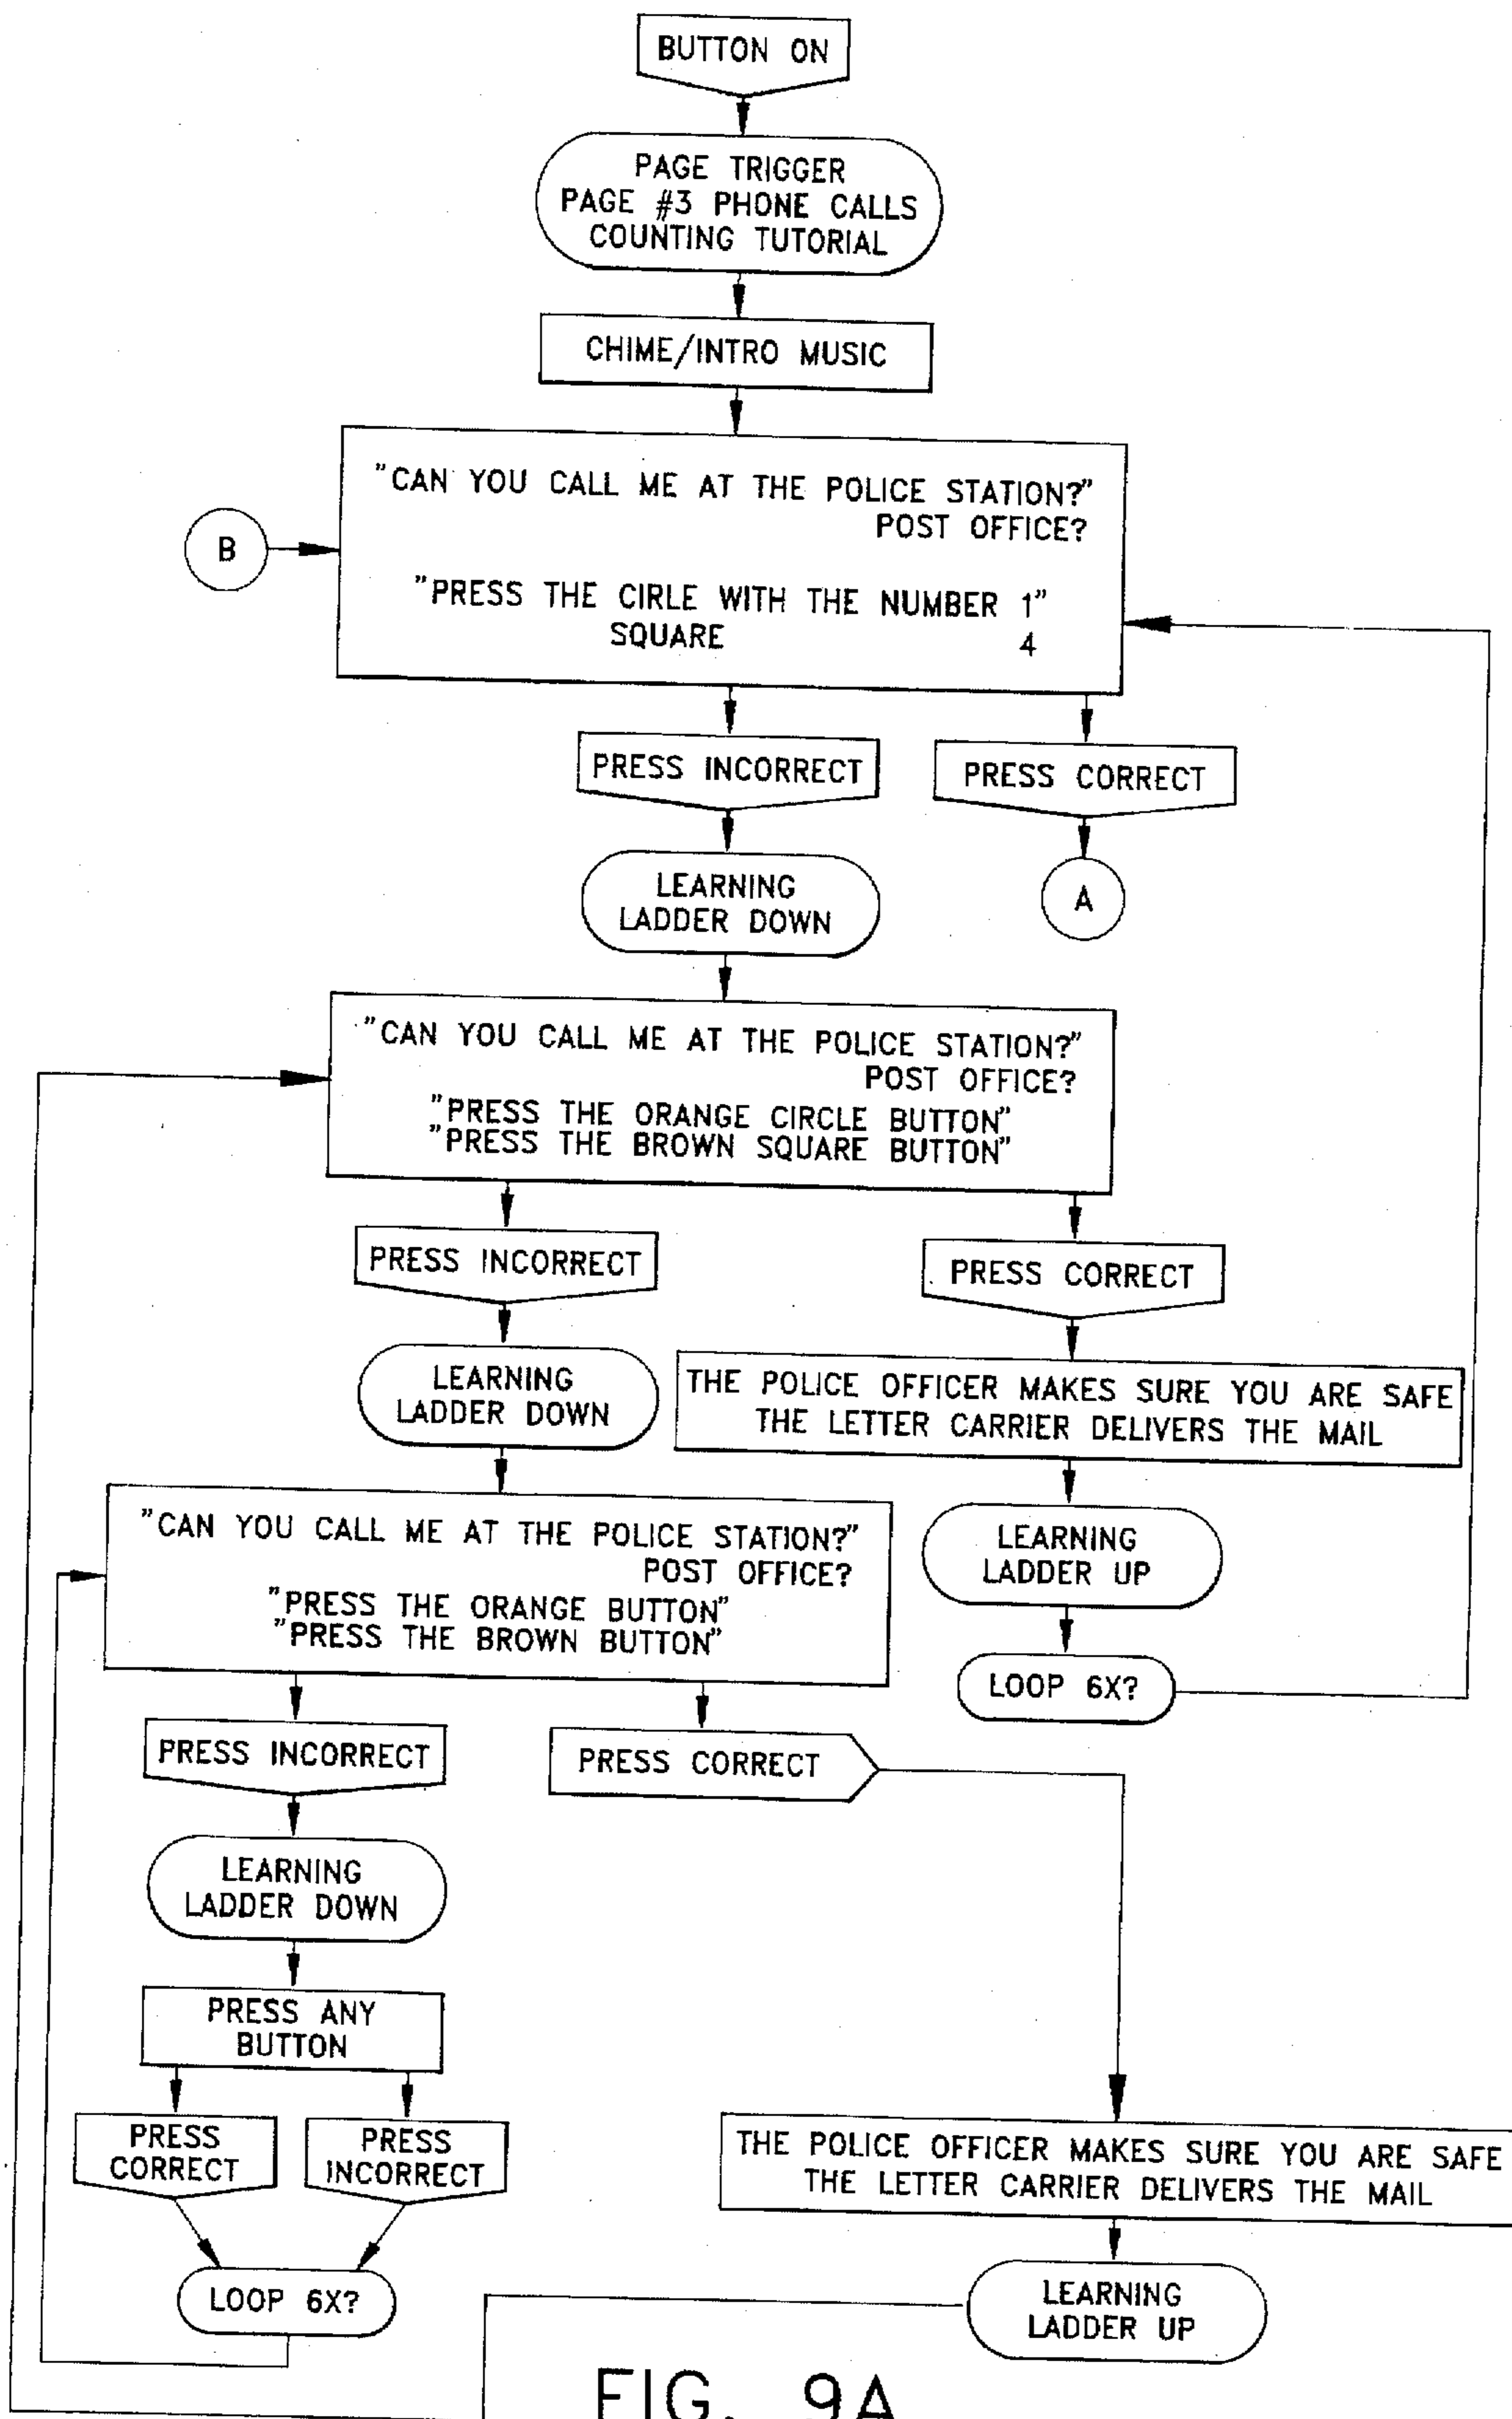 BUTTON ON
PAGE TRIGGER
PAGE #3 PHONE CALLS
COUNTING TUTORIAL
CHIME/INTRO MUSIC
"CAN YOU CALL ME AT THE POLICE STATION?"
POST OFFICE?
B
"PRESS THE CIRLE WITH THE NUMBER 1"
SQUARE 4
PRESS INCORRECT
PRESS CORRECT
LEARNING
LADDER DOWN
A
"CAN YOU CALL ME AT THE POLICE STATION?"
POST OFFICE?
"PRESS THE ORANGE CIRCLE BUTTON"
"PRESS THE BROWN SQUARE BUTTON"
PRESS INCORRECT
PRESS CORRECT
LEARNING
LADDER DOWN
THE POLICE OFFICER MAKES SURE YOU ARE SAFE
THE LETTER CARRIER DELIVERS THE MAIL
"CAN YOU CALL ME AT THE POLICE STATION?"
POST OFFICE?
"PRESS THE ORANGE BUTTON"
"PRESS THE BROWN BUTTON"
LEARNING
LADDER UP
LOOP 6X?
PRESS INCORRECT
PRESS CORRECT
LEARNING
LADDER DOWN
PRESS ANY
BUTTON
PRESS
CORRECT
PRESS
INCORRECT
THE POLICE OFFICER MAKES SURE YOU ARE SAFE
THE LETTER CARRIER DELIVERS THE MAIL
LOOP 6X?
LEARNING
LADDER UP
FIG. 9A